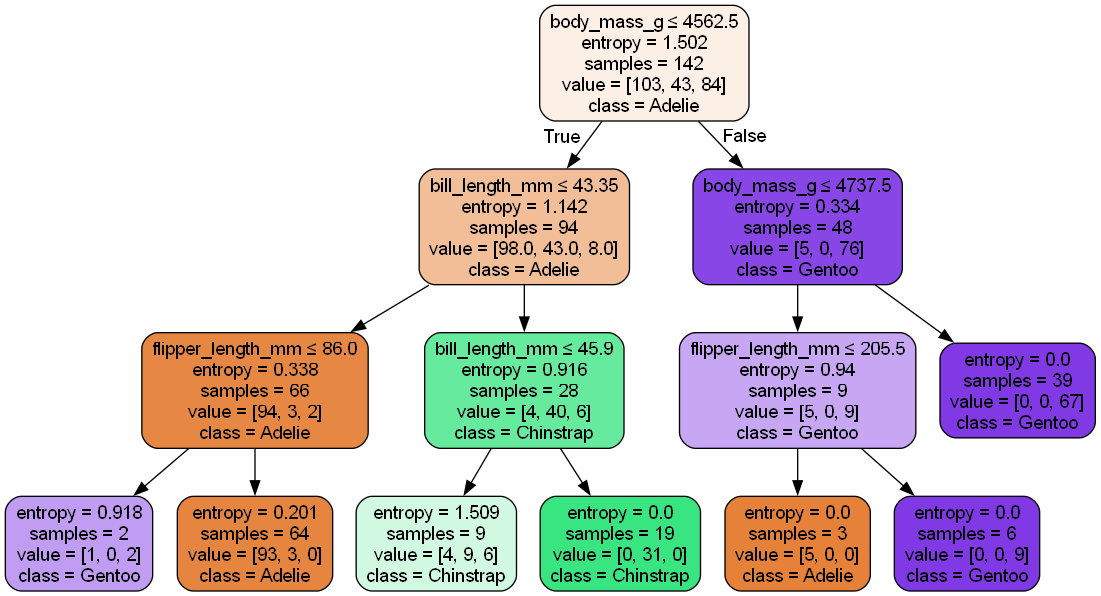 body_mass_g ≤ 4562.5
entropy = 1.502
samples = 142
value = [103, 43, 84]
class = Adelie
True
False
bill_length_mm ≤ 43.35
entropy = 1.142
samples = 94
value = [98.0, 43.0, 8.0]
class = Adelie
body_mass_g ≤ 4737.5
entropy = 0.334
samples = 48
value = [5, 0, 76]
class = Gentoo
flipper_length_mm ≤ 86.0
entropy = 0.338
samples = 66
value = [94, 3, 2]
class = Adelie
bill_length_mm ≤ 45.9
entropy = 0.916
samples = 28
value = [4, 40, 6]
class = Chinstrap
flipper_length_mm ≤ 205.5
entropy = 0.94
samples = 9
value = [5, 0, 9]
class = Gentoo
entropy = 0.0
samples = 39
value = [0, 0, 67]
class = Gentoo
entropy = 0.918
samples = 2
value = [1, 0, 2]
class = Gentoo
entropy = 0.201
samples = 64
value = [93, 3, 0]
class = Adelie
entropy = 1.509
samples = 9
value = [4, 9, 6]
class = Chinstrap
entropy = 0.0
samples = 19
value = [0, 31, 0]
class = Chinstrap
entropy = 0.0
samples = 3
value = [5, 0, 0]
class = Adelie
entropy = 0.0
samples = 6
value = [0, 0, 9]
class = Gentoo